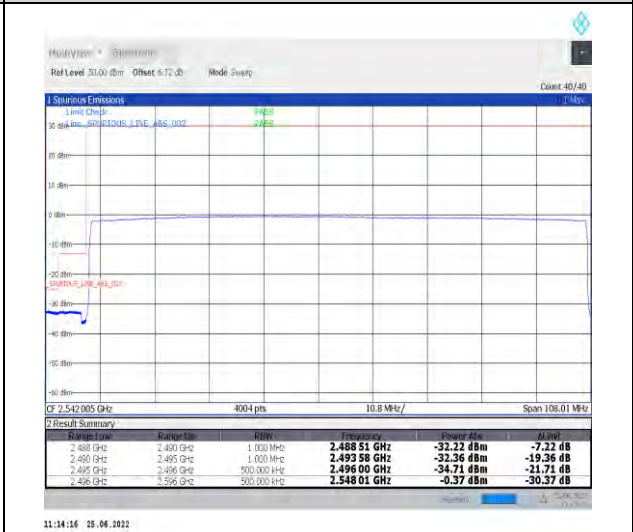 MultiView Spectrum
Ref Level 30.00 dBm Offset 6.72 dB Mode Sweep
Count 40/40
1 Spurious Emissions 1 Max
Limit Check PASS
30 dBm Line _SPURIOUS_LINE_ABS_002 PASS
20 dBm
10 dBm
0 dBm
-10 dBm
-20 dBm
_SPURIOUS_LINE_ABS_002
-30 dBm
-40 dBm
-50 dBm
-60 dBm
CF 2.542005 GHz 4004 pts 10.8 MHz/ Span 108.01 MHz
2 Result Summary
Range Low Range Up RBW Frequency Power Abs ΔLimit
2.488 GHz 2.490 GHz 1.000 MHz 2.488 51 GHz -32.22 dBm -7.22 dB
2.490 GHz 2.495 GHz 1.000 MHz 2.493 58 GHz -32.36 dBm -19.36 dB
2.495 GHz 2.496 GHz 500.000 kHz 2.496 00 GHz -34.71 dBm -21.71 dB
2.496 GHz 2.596 GHz 500.000 kHz 2.548 01 GHz -0.37 dBm -30.37 dB
11:14:16 25.06.2022